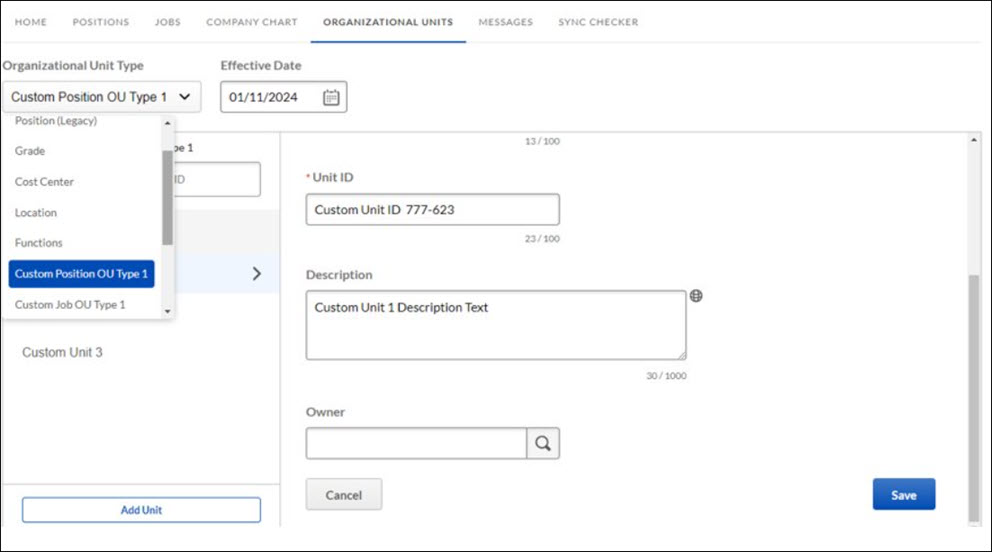 HOME POSITIONS JOBS COMPANY CHART ORGANIZATIONAL UNITS MESSAGES SYNC CHECKER
Organizational Unit Type Effective Date
Custom Position OU Type 1 01/11/2024
Position (Legacy)
Grade
Cost Center
Location
Functions
Custom Position OU Type 1
Custom Job OU Type 1
pe 1
ID
Custom Unit 3
Add Unit
13 / 100
* Unit ID
Custom Unit ID 777-623
23 / 100
Description
Custom Unit 1 Description Text
30 / 1000
Owner
Cancel Save